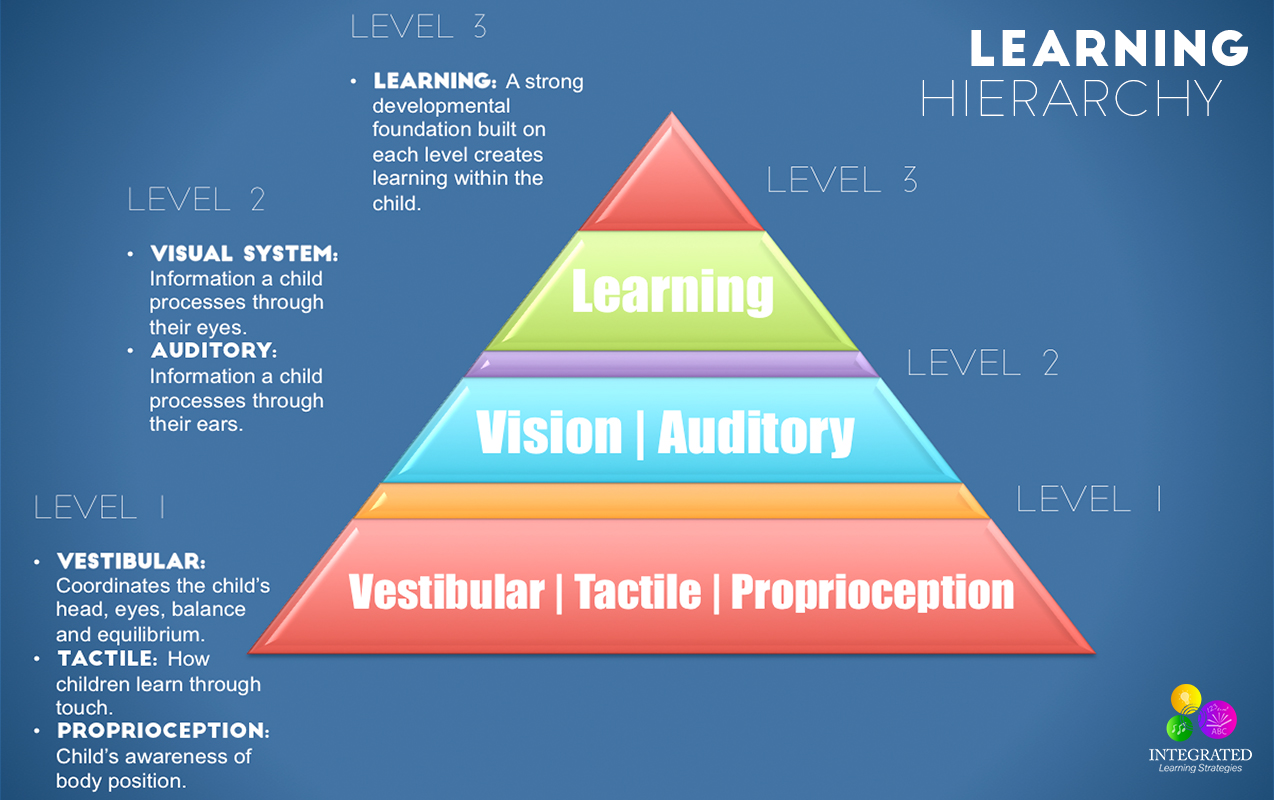 LEARNING
HIERARCHY
LEVEL 3
• LEARNING: A strong
developmental
foundation built on
each level creates
learning within the
child.
LEVEL 3
LEVEL 2
• VISUAL SYSTEM:
Information a child
processes through
their eyes.
• AUDITORY:
Information a child
processes through
their ears.
Learning
LEVEL 2
Vision | Auditory
LEVEL 1
LEVEL 1
• VESTIBULAR:
Coordinates the child's
head, eyes, balance
and equilibrium.
• TACTILE: How
children learn through
touch.
• PROPRIOCEPTION:
Child's awareness of
body position.
Vestibular | Tactile | Proprioception
ABC
INTEGRATED
Learning Strategies